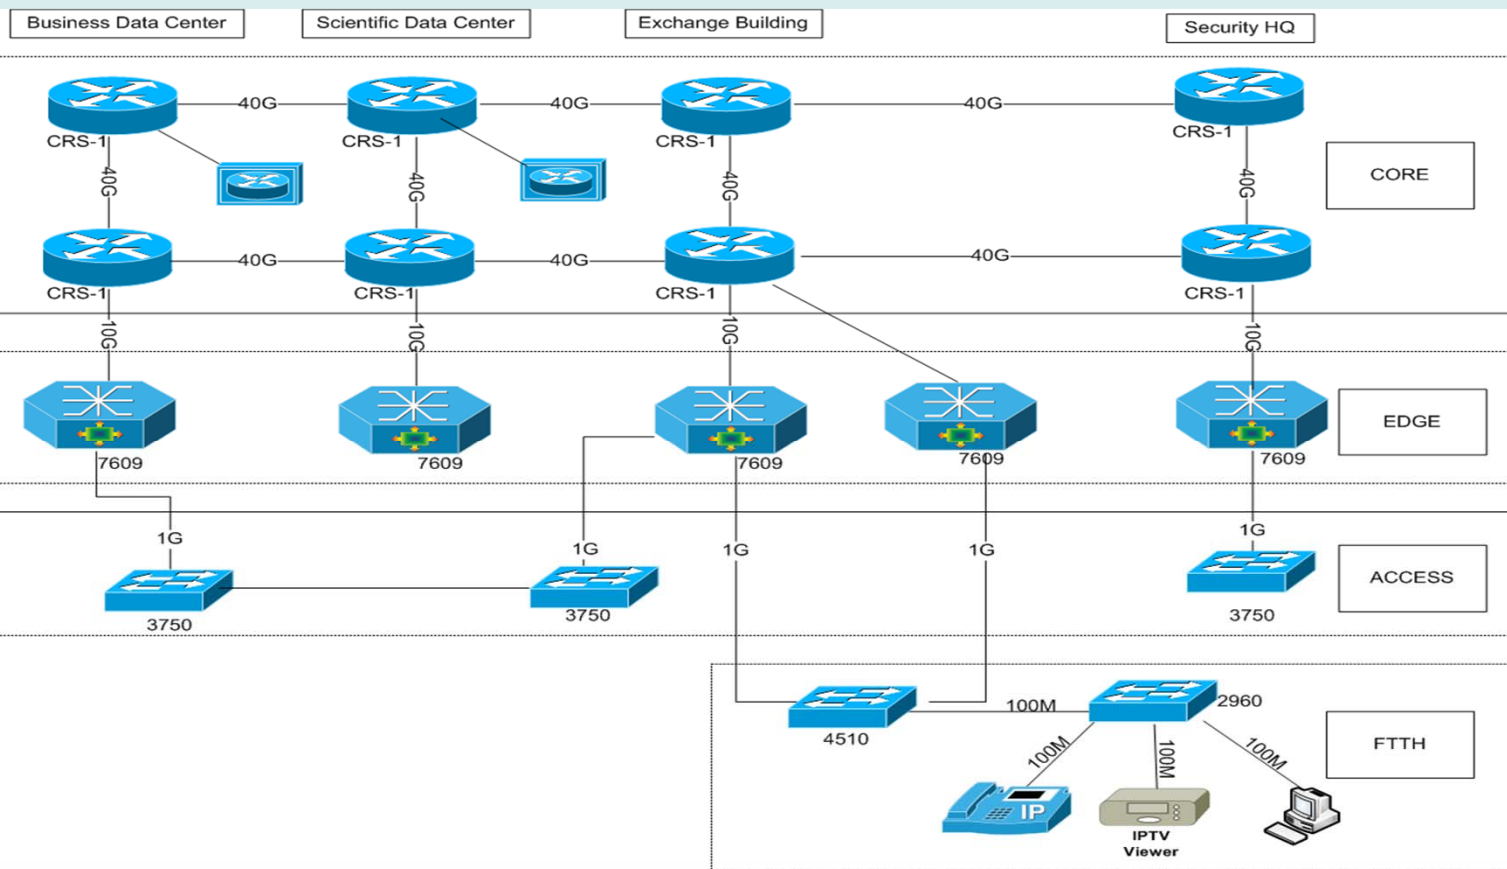 Business Data Center
Scientific Data Center
Exchange Building
Security HQ
40G
40G
40G
CRS-1
CRS-1
CRS-1
CRS-1
40G
40G
40G
40G
CORE
40G
40G
40G
CRS-1
CRS-1
CRS-1
CRS-1
10G
10G
10G
10G
EDGE
7609
7609
7609
7609
7609
1G
1G
1G
1G
1G
ACCESS
3750
3750
3750
100M
2960
4510
100M
100M
100M
FTTH
IP
IPTV
Viewer